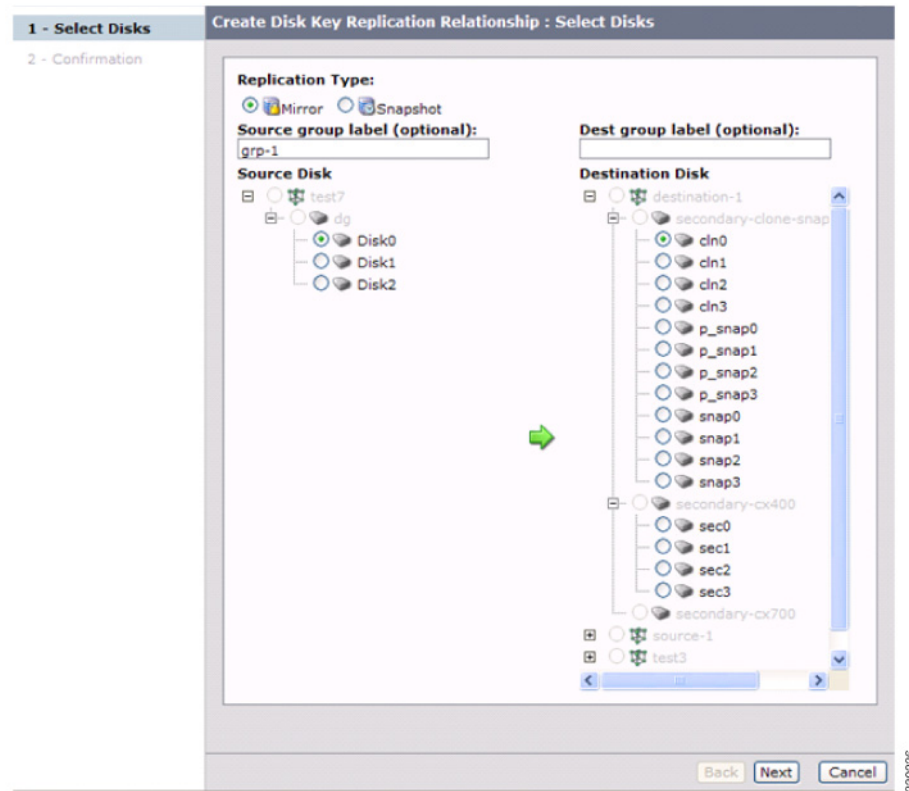 1 - Select Disks
2 - Confirmation
Create Disk Key Replication Relationship : Select Disks
Replication Type:
Mirror Snapshot
Source group label (optional):
grp-1
Source Disk
test7
dg
Disk0
Disk1
Disk2
Dest group label (optional):
Destination Disk
destination-1
secondary-clone-snap
cln0
cln1
cln2
cln3
p_snap0
p_snap1
p_snap2
p_snap3
snap0
snap1
snap2
snap3
secondary-cx400
sec0
sec1
sec2
sec3
secondary-cx700
source-1
test3
Back Next Cancel